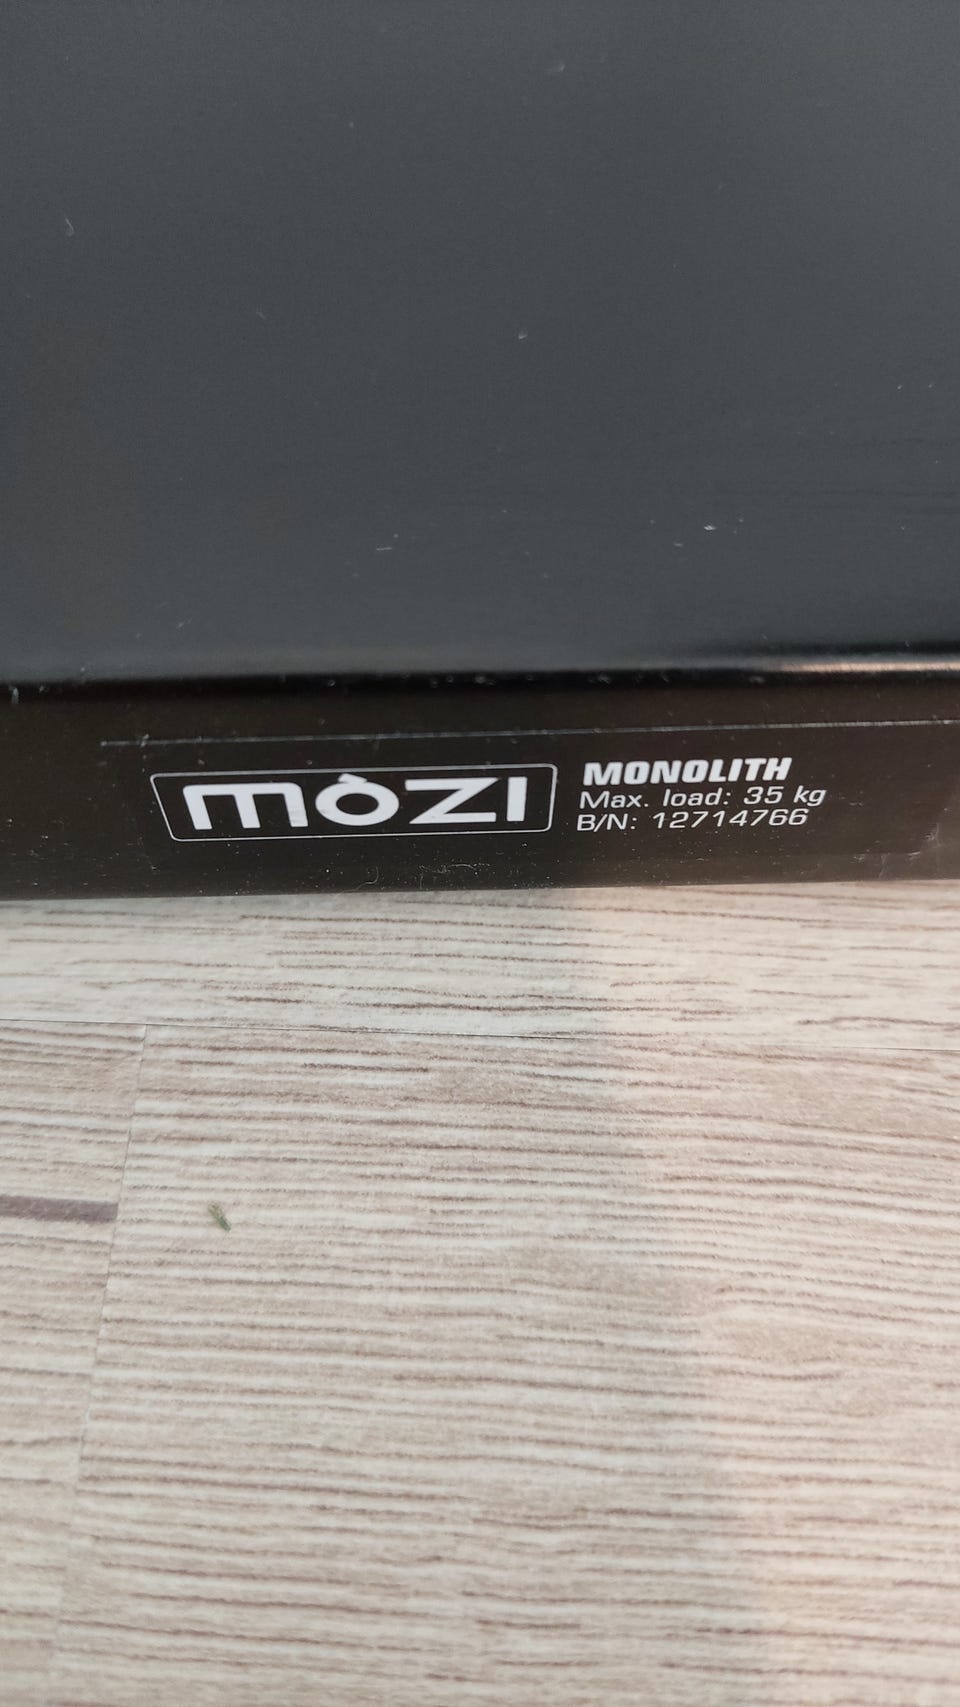 mòzi
MONOLITH
Max. load: 35 kg
B/N: 12714766